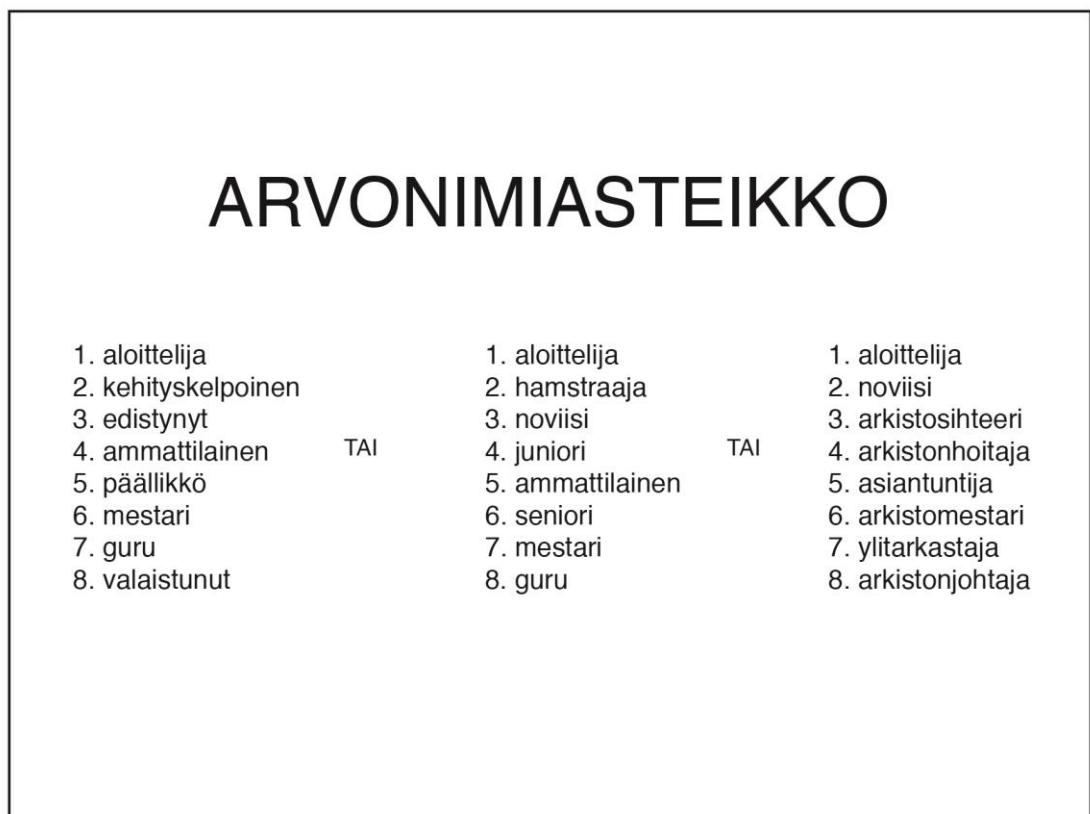 ARVONIMIASTEIKKO
1. aloittelija
2. kehityskelpoinen
3. edistynyt
4. ammattilainen
5. päällikkö
6. mestari
7. guru
8. valaistunut
TAI
1. aloittelija
2. hamstraaja
3. noviisi
4. juniori
5. ammattilainen
6. seniori
7. mestari
8. guru
TAI
1. aloittelija
2. noviisi
3. arkistosihteeri
4. arkistonhoitaja
5. asiantuntija
6. arkistomestari
7. ylitarkastaja
8. arkistonjohtaja